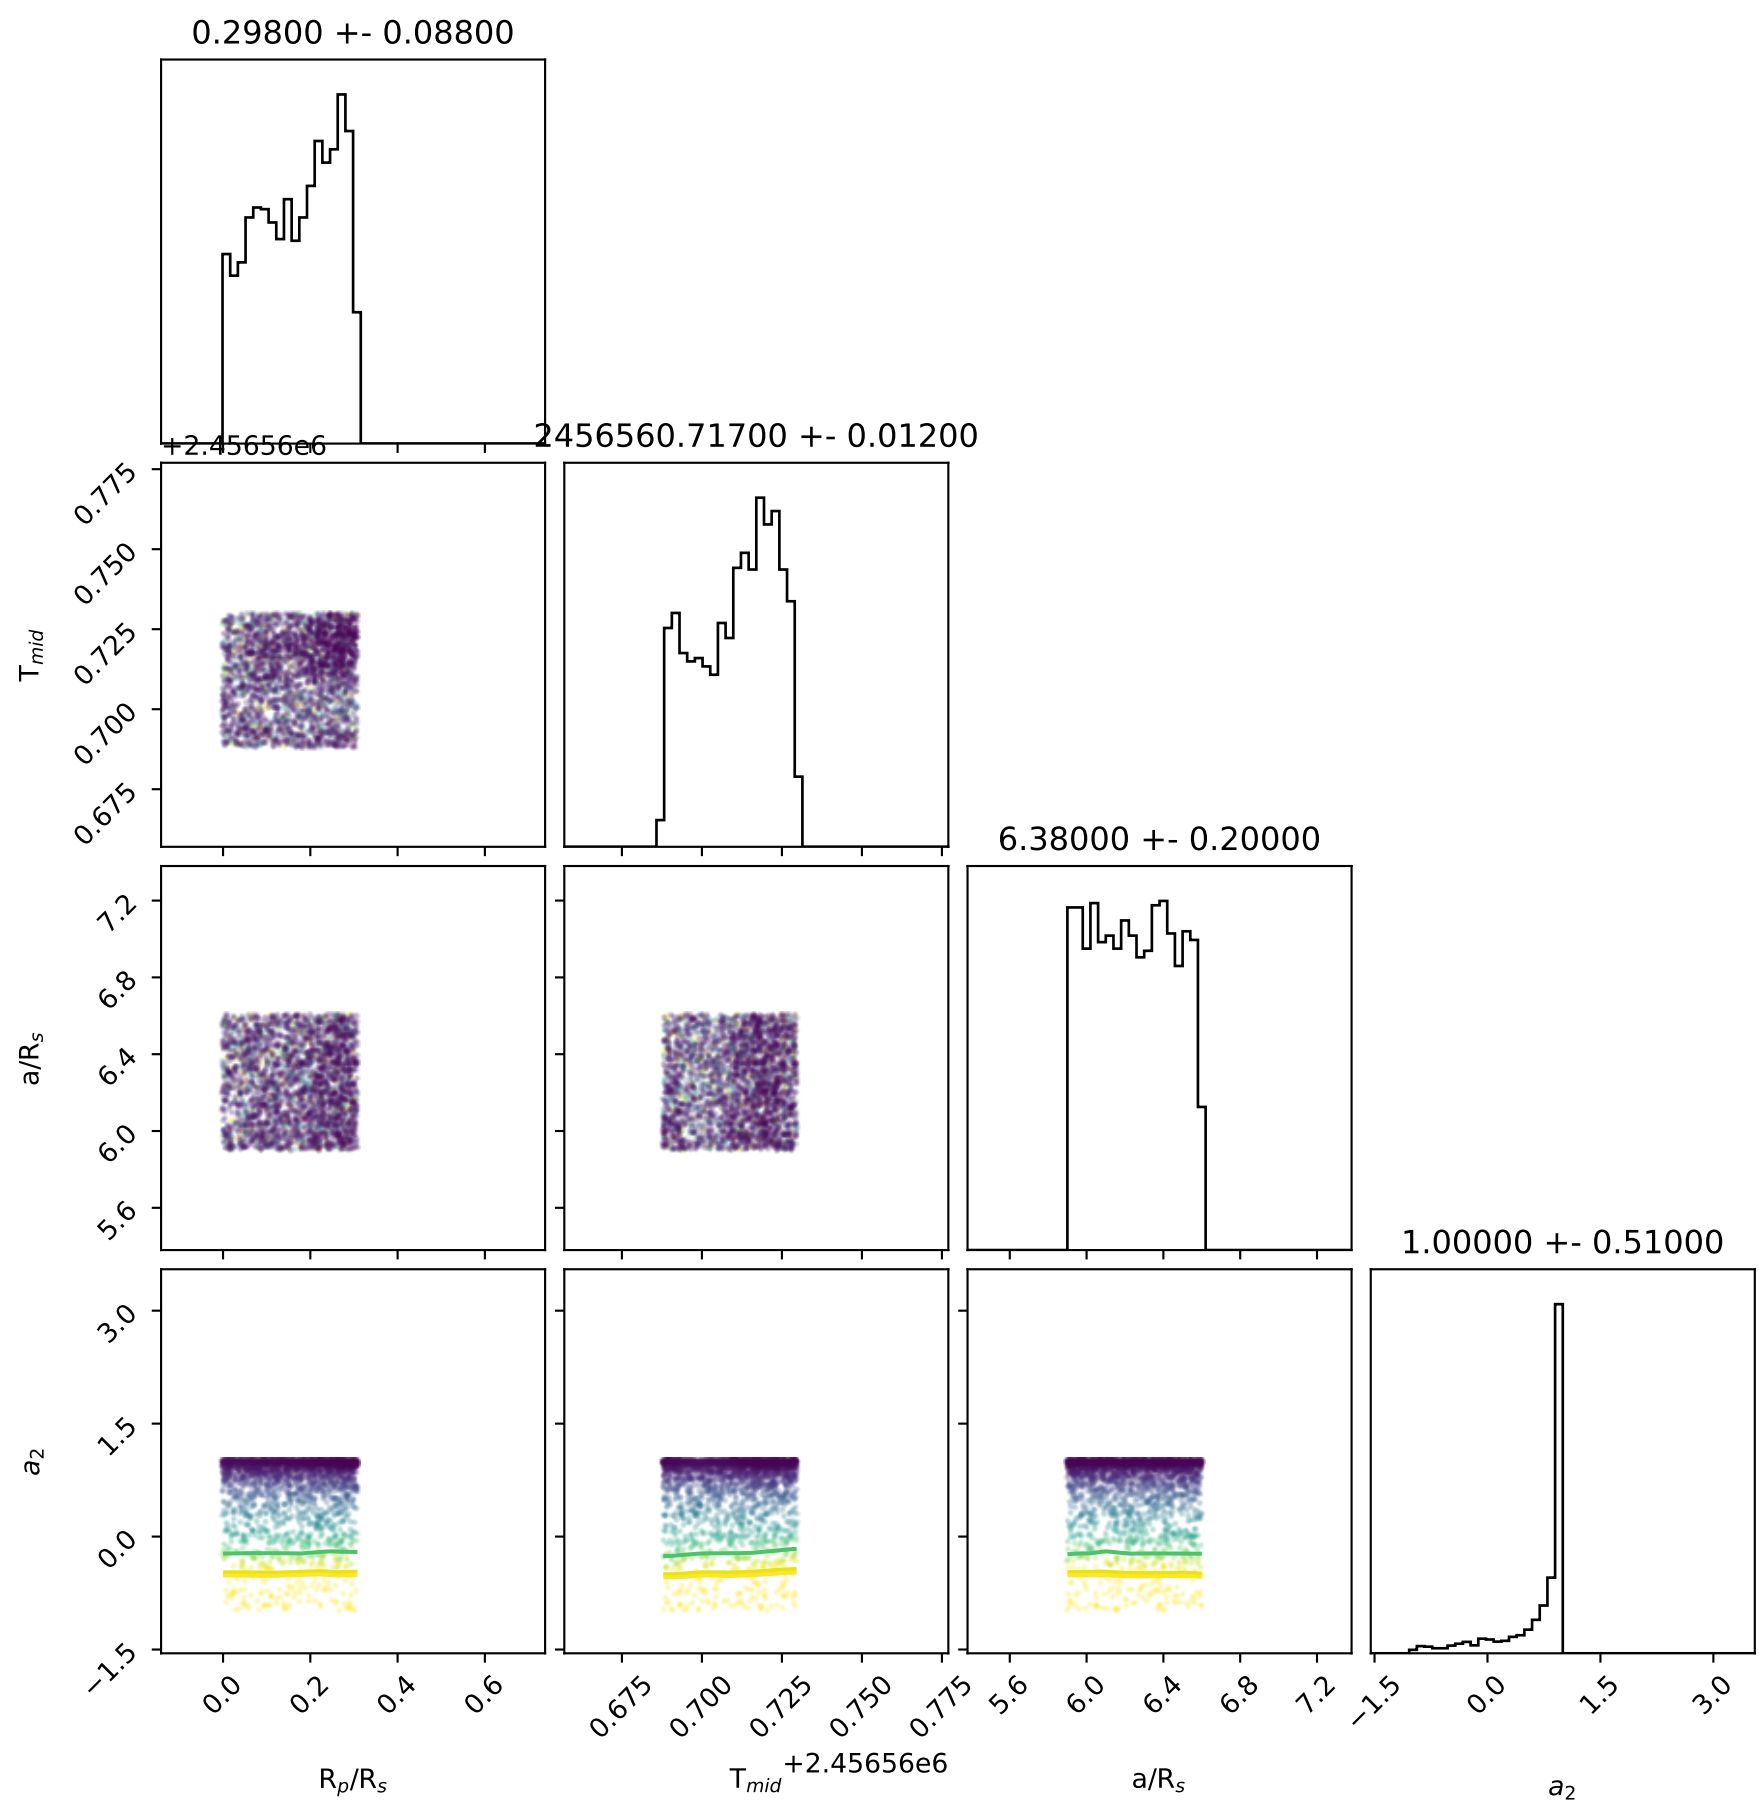 0.29800 +- 0.08800
+2.45656e6
2456560.71700 +- 0.01200
0.775
0.750
0.725
0.700
0.675
T_mid
6.38000 +- 0.20000
7.2
6.8
6.4
6.0
5.6
a/R_s
1.00000 +- 0.51000
3.0
1.5
0.0
−1.5
a_2
0.0 0.2 0.4 0.6
0.675 0.700 0.725 0.750 0.775
5.6 6.0 6.4 6.8 7.2
−1.5 0.0 1.5 3.0
+2.45656e6
R_p/R_s
T_mid
a/R_s
a_2